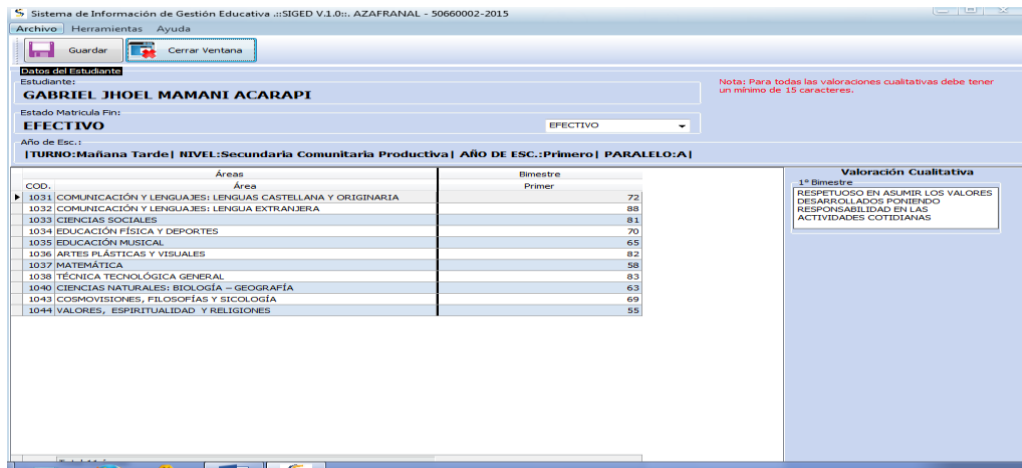 Sistema de Información de Gestión Educativa .::SIGED V.1.0::. AZAFRANAL - 50660002-2015
Archivo Herramientas Ayuda
Guardar Cerrar Ventana
Datos del Estudiante
Estudiante:
GABRIEL JHOEL MAMANI ACARAPI
Nota: Para todas las valoraciones cualitativas debe tener
un mínimo de 15 caracteres.
Estado Matricula Fin:
EFECTIVO EFECTIVO
Año de Esc.:
|TURNO:Mañana Tarde| NIVEL:Secundaria Comunitaria Productiva| AÑO DE ESC.:Primero| PARALELO:A|
Áreas Bimestre
COD. Área Primer
1031 COMUNICACIÓN Y LENGUAJES: LENGUAS CASTELLANA Y ORIGINARIA 72
1032 COMUNICACIÓN Y LENGUAJES: LENGUA EXTRANJERA 88
1033 CIENCIAS SOCIALES 81
1034 EDUCACIÓN FÍSICA Y DEPORTES 70
1035 EDUCACIÓN MUSICAL 65
1036 ARTES PLÁSTICAS Y VISUALES 82
1037 MATEMÁTICA 58
1038 TÉCNICA TECNOLÓGICA GENERAL 83
1040 CIENCIAS NATURALES: BIOLOGÍA – GEOGRAFÍA 63
1043 COSMOVISIONES, FILOSOFÍAS Y SICOLOGÍA 69
1044 VALORES, ESPIRITUALIDAD Y RELIGIONES 55
Valoración Cualitativa
1º Bimestre
RESPETUOSO EN ASUMIR LOS VALORES
DESARROLLADOS PONIENDO
RESPONSABILIDAD EN LAS
ACTIVIDADES COTIDIANAS